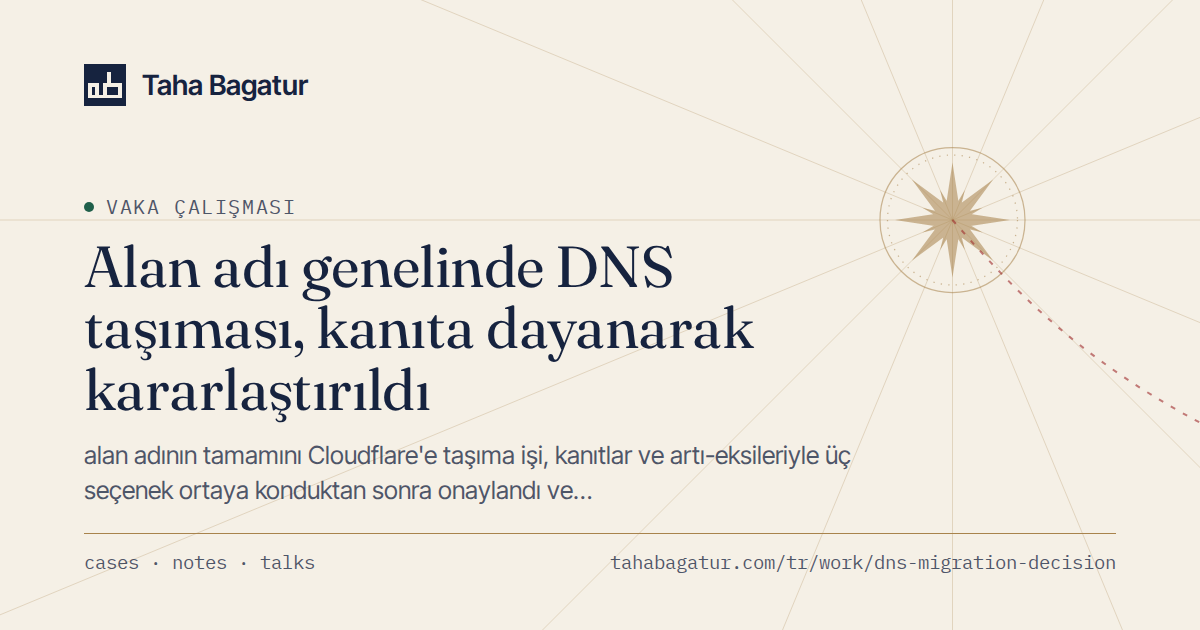 Taha Bagatur
VAKA ÇALIŞMASI
Alan adı genelinde DNS
taşıması, kanıta dayanarak
kararlaştırıldı
alan adının tamamını Cloudflare'e taşıma işi, kanıtlar ve artı-eksileriyle üç
seçenek ortaya konduktan sonra onaylandı ve...
cases · notes · talks
tahabagatur.com/tr/work/dns-migration-decision